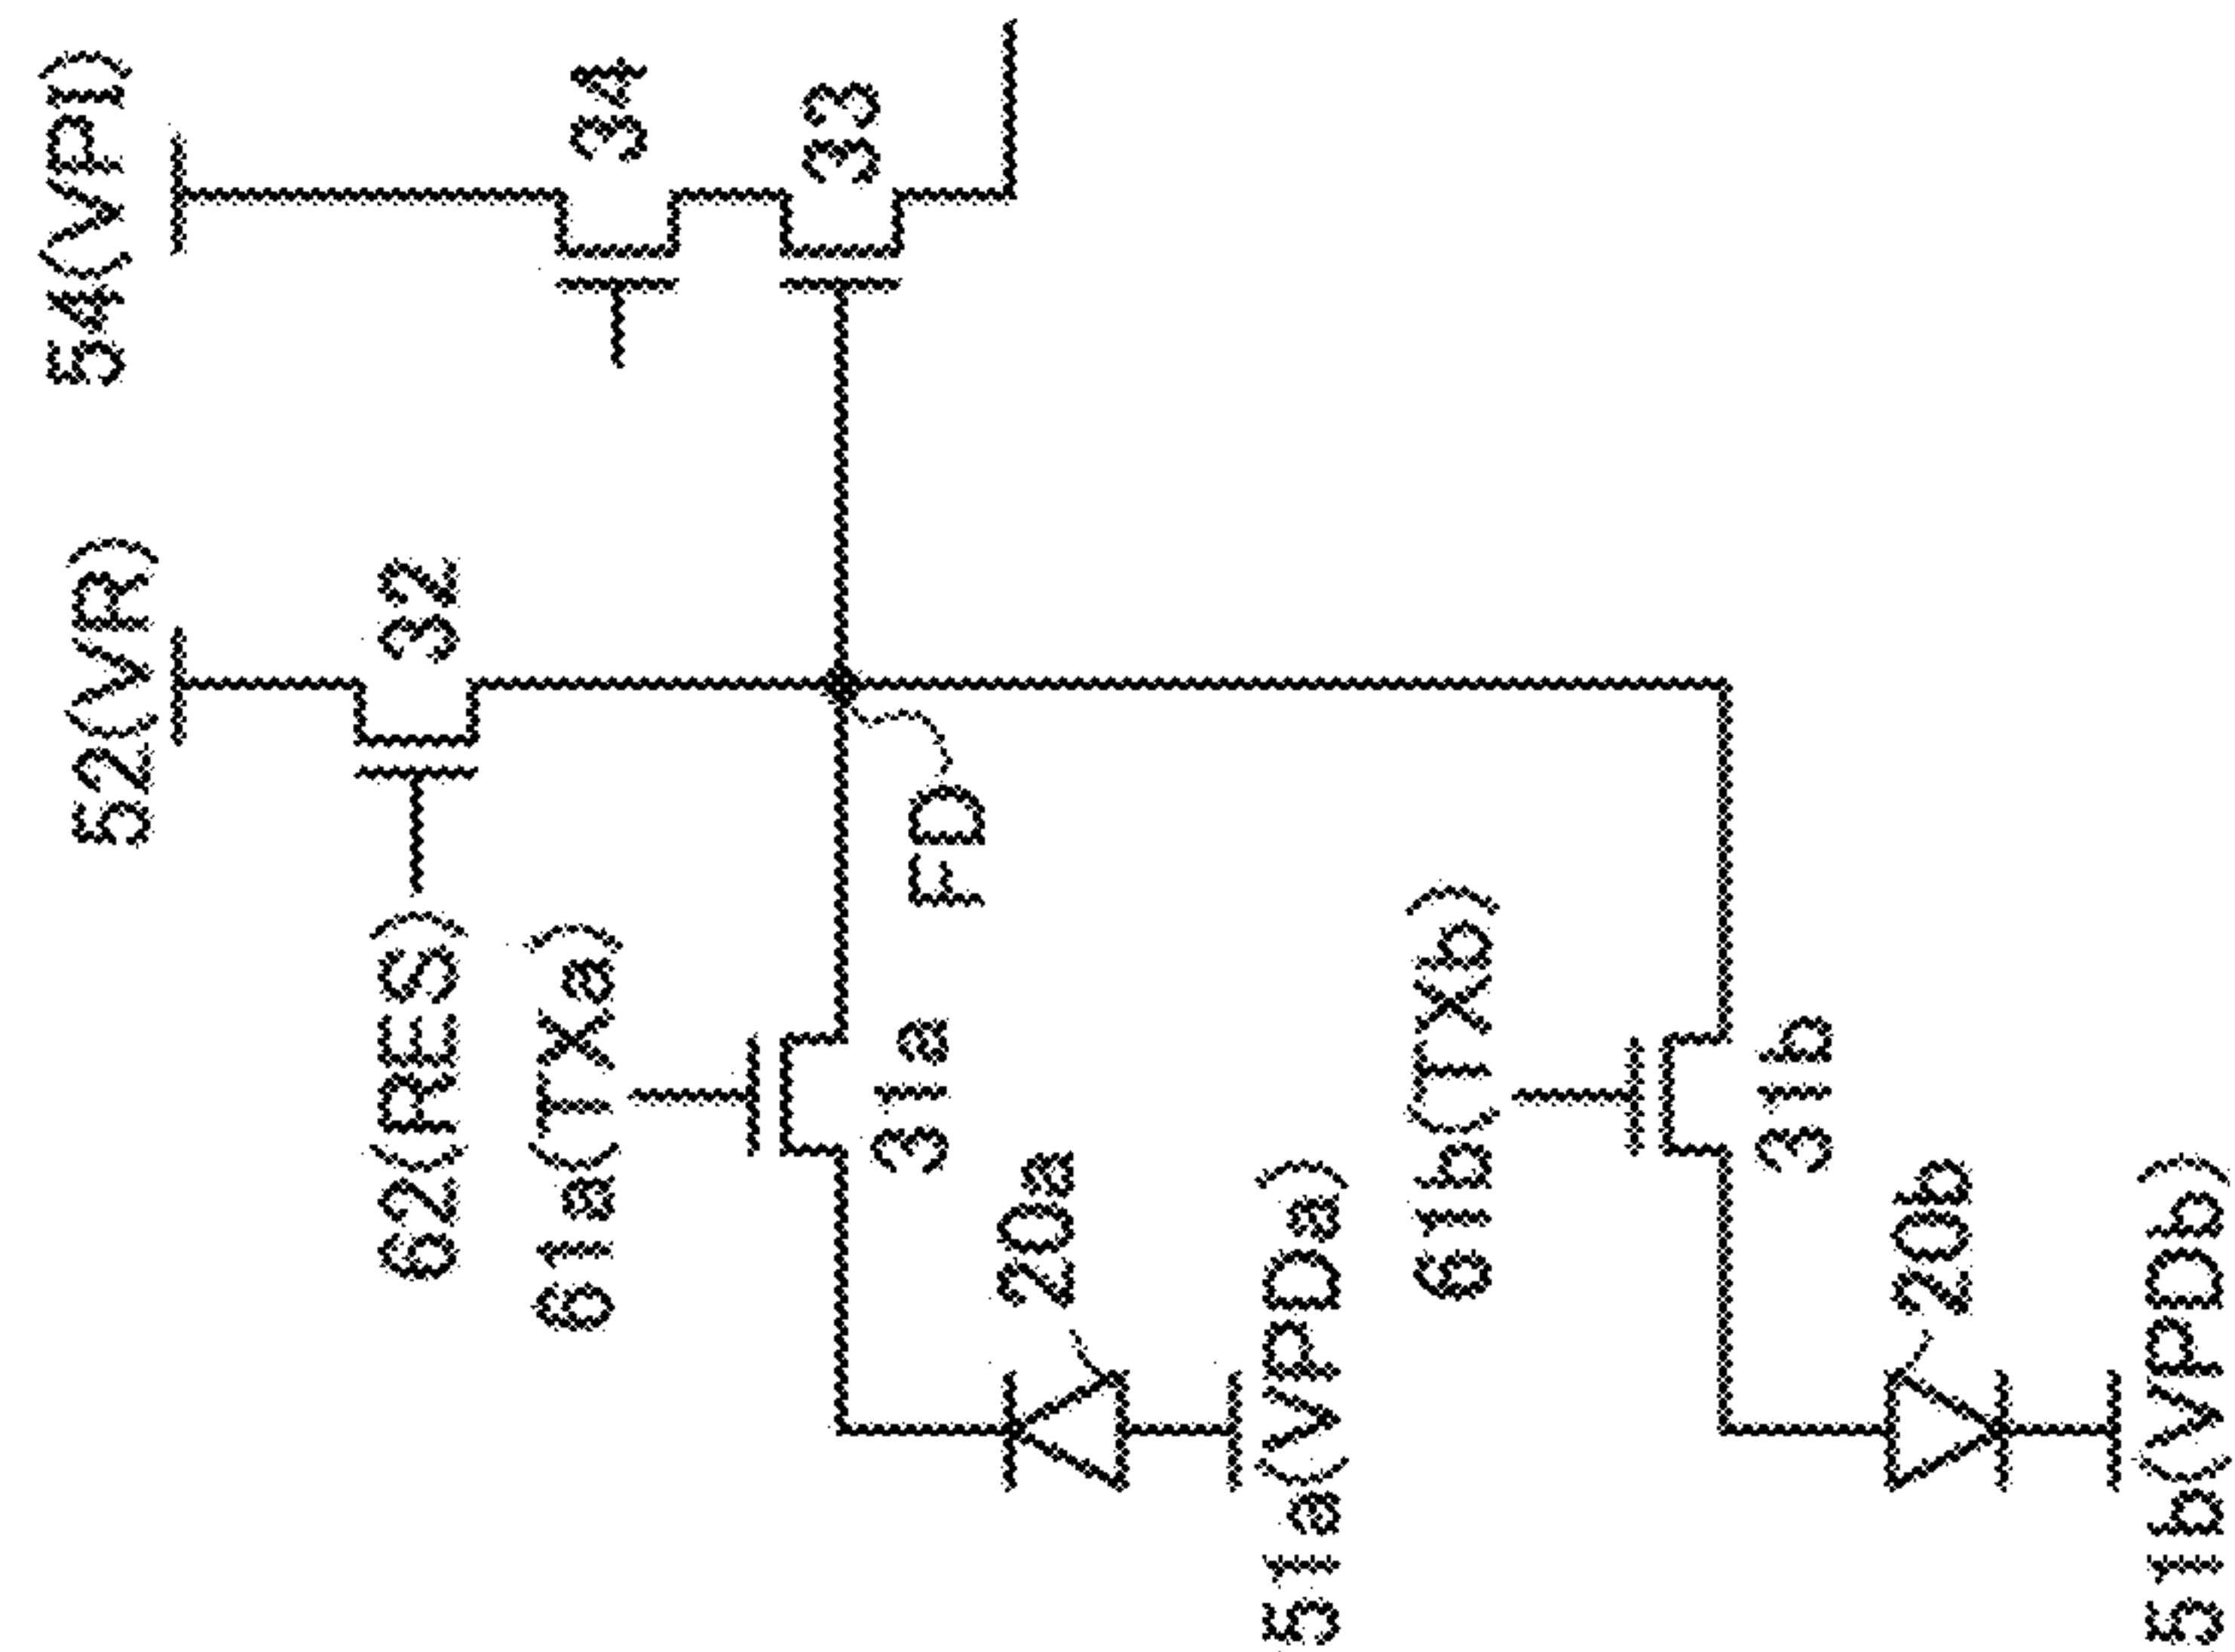 52(VR)
54(VPI)
62(RES)
32
61a(TXa)
34
33
31a
FD
20a
51a(VPDa)
61b(TXb)
31b
20b
51b(VPDb)